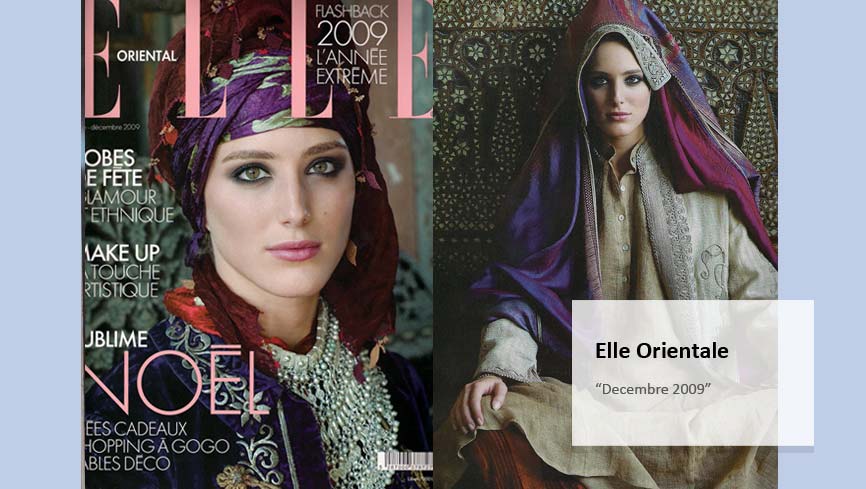 ELLE
ORIENTAL
FLASHBACK
2009
L'ANNÉE
EXTRÊME
- décembre 2009
OBES
E FÊTE
LAMOUR
ETHNIQUE
AKE UP
A TOUCHE
RTISTIQUE
UBLIME
NOËL
ÉES CADEAUX
HOPPING À GOGO
ABLES DÉCO
Elle Orientale
“Decembre 2009”